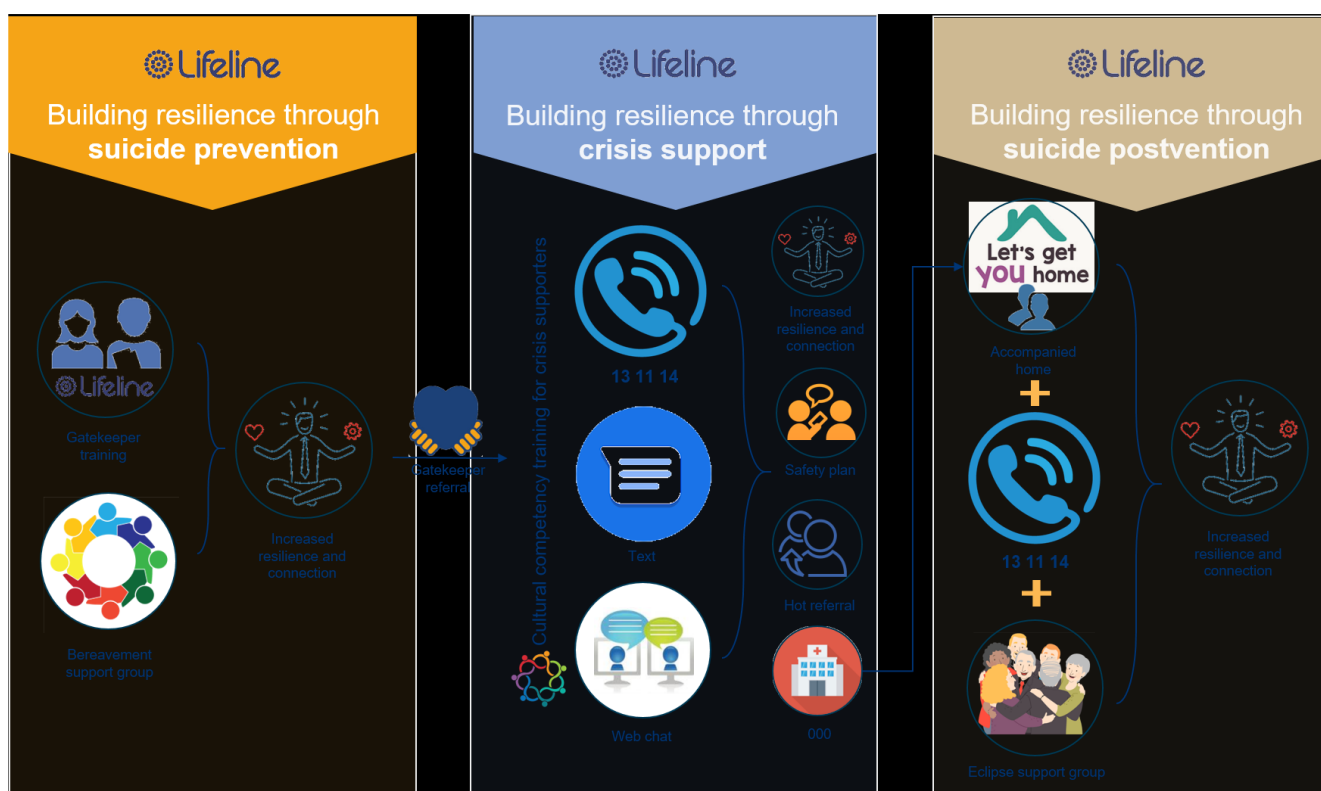 Lifeline
Building resilience through
suicide prevention
Lifeline
Gatekeeper
training
Bereavement
support group
Increased
resilience and
connection
Gatekeeper
referral
Lifeline
Building resilience through
crisis support
Cultural competency training for crisis supporters
13 11 14
Text
Web chat
Increased
resilience and
connection
Safety plan
Hot referral
000
Lifeline
Building resilience through
suicide postvention
Let's get
you home
Accompanied
home
+
13 11 14
+
Eclipse support group
Increased
resilience and
connection